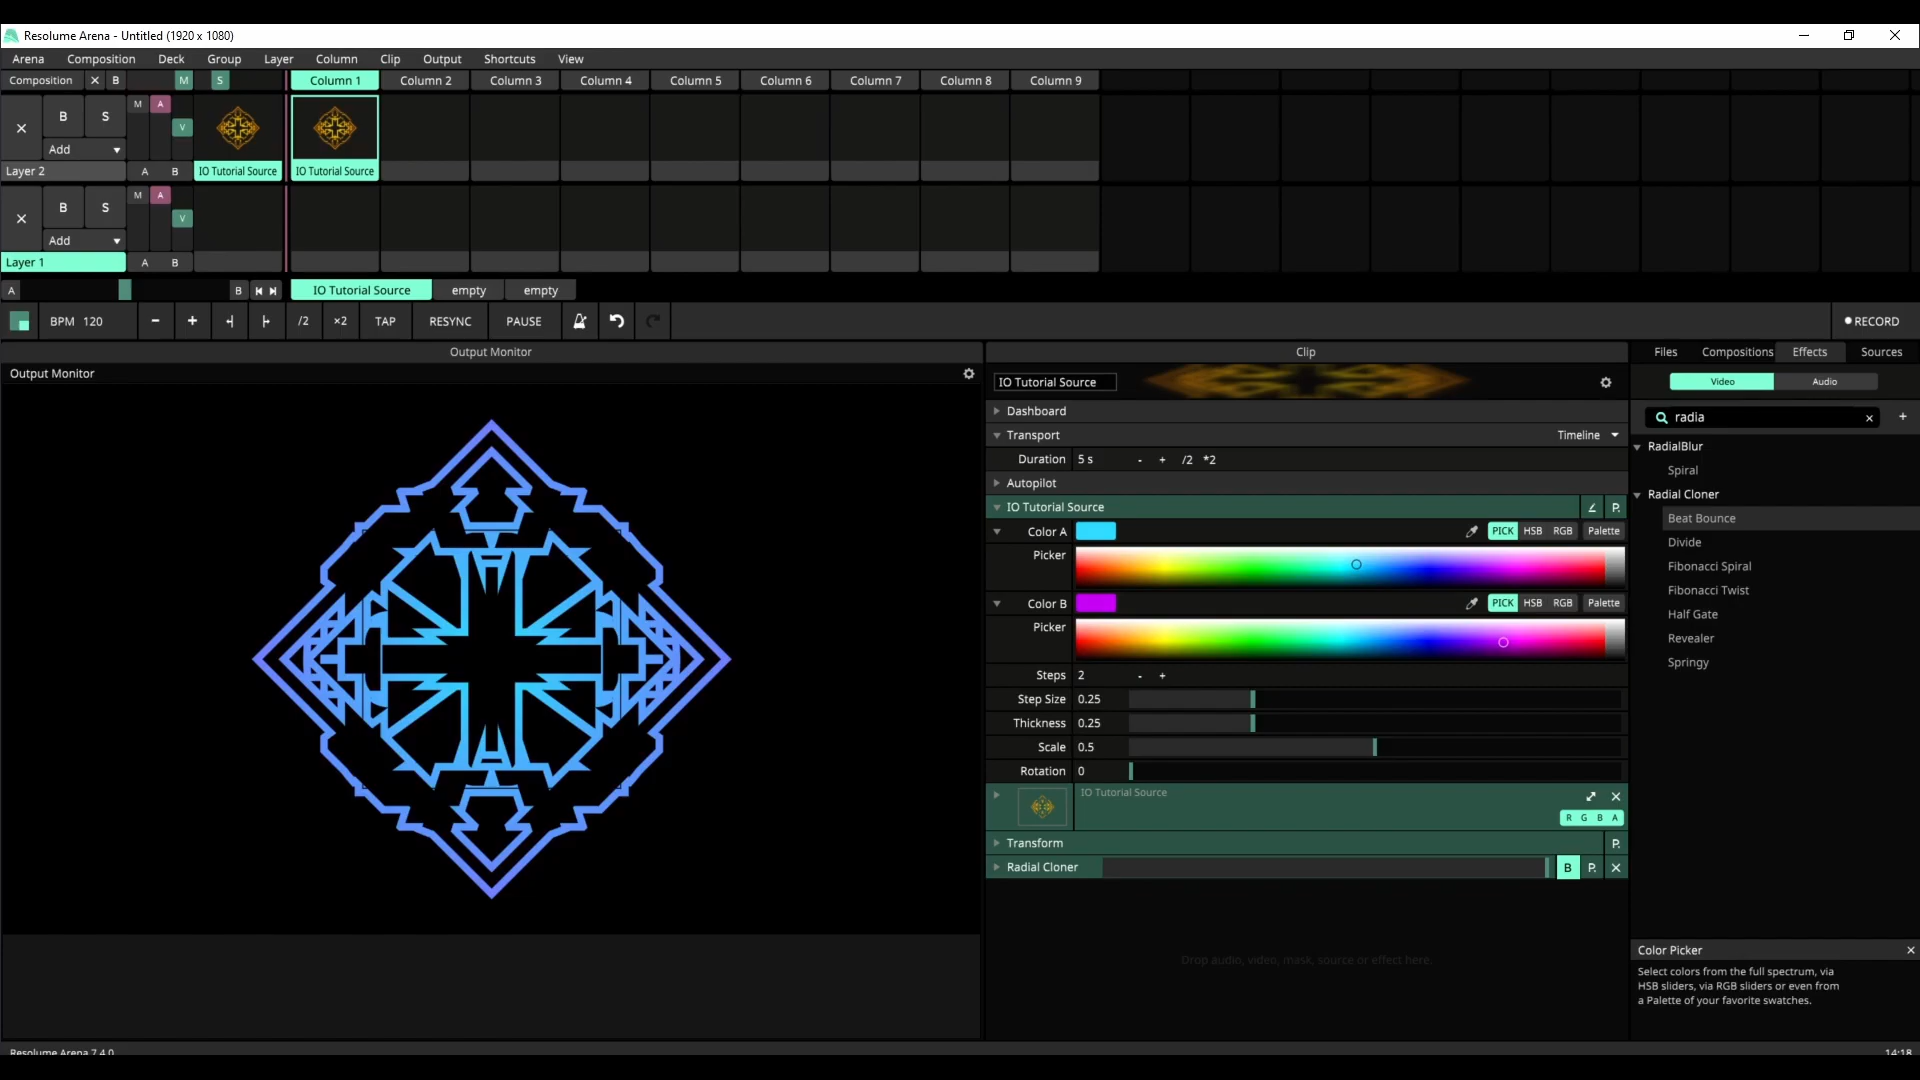 Resolume Arena - Untitled (1920 x 1080)
Arena Composition Deck Group Layer Column Clip Output Shortcuts View
Composition X B M S Column 1 Column 2 Column 3 Column 4 Column 5 Column 6 Column 7 Column 8 Column 9
M A
X B S V
Add
Layer 2 A B IO Tutorial Source IO Tutorial Source
M A
X B S V
Add
Layer 1 A B
A B IO Tutorial Source empty empty
BPM 120 - + /2 ×2 TAP RESYNC PAUSE RECORD
Output Monitor
Output Monitor
Clip
IO Tutorial Source
Dashboard
Transport Timeline
Duration 5 s - + /2 *2
Autopilot
IO Tutorial Source P.
Color A PICK HSB RGB Palette
Picker
Color B PICK HSB RGB Palette
Picker
Steps 2 - +
Step Size 0.25
Thickness 0.25
Scale 0.5
Rotation 0
IO Tutorial Source
R G B A
Transform P.
Radial Cloner B P. X
Drop audio, video, mask, source or effect here.
Files Compositions Effects Sources
Video Audio
radia × +
RadialBlur
Spiral
Radial Cloner
Beat Bounce
Divide
Fibonacci Spiral
Fibonacci Twist
Half Gate
Revealer
Springy
Color Picker
Select colors from the full spectrum, via
HSB sliders, via RGB sliders or even from
a Palette of your favorite swatches.
Resolume Arena 7.4.0
14:18